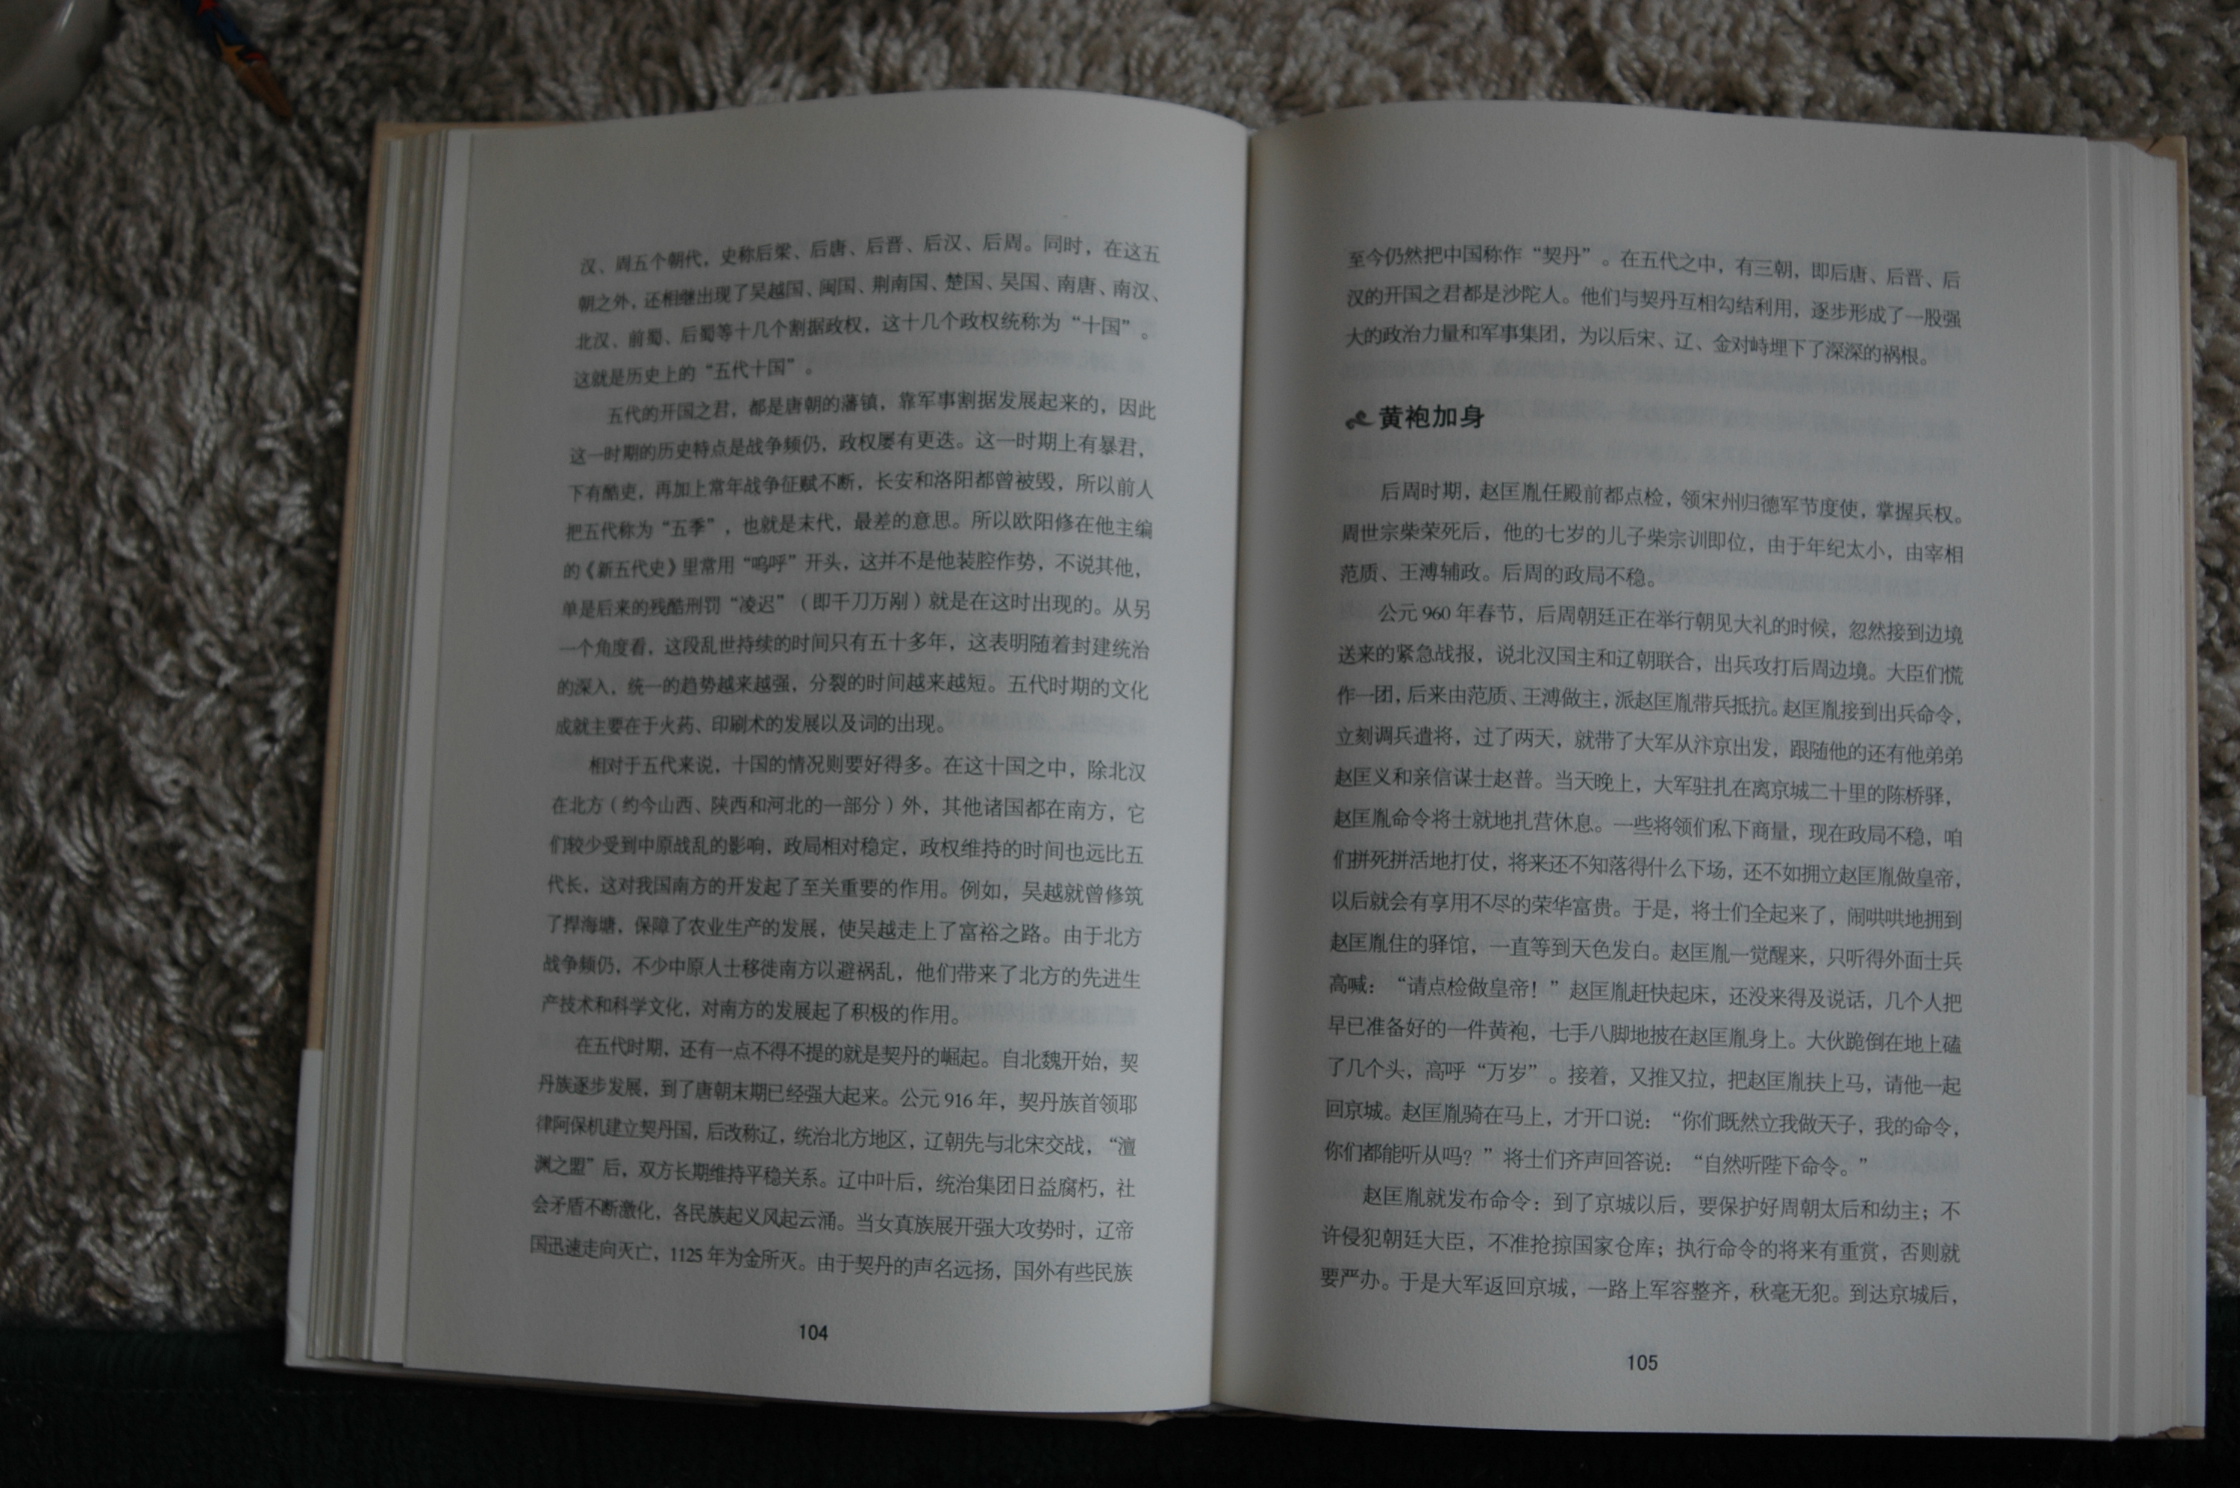 汉、周五个朝代，史称后梁、后唐、后晋、后汉、后周。同时，在这五
朝之外，还相继出现了吴越国、闽国、荆南国、楚国、吴国、南唐、南汉、
北汉、前蜀、后蜀等十几个割据政权，这十几个政权统称为“十国”。
这就是历史上的“五代十国”。
五代的开国之君，都是唐朝的藩镇，靠军事割据发展起来的，因此
这一时期的历史特点是战争频仍，政权屡有更迭。这一时期上有暴君，
下有酷吏，再加上常年战争征赋不断，长安和洛阳都曾被毁，所以前人
把五代称为“五季”，也就是末代，最差的意思。所以欧阳修在他主编
的《新五代史》里常用“呜呼”开头，这并不是他装腔作势，不说其他，
单是后来的残酷刑罚“凌迟”（即千刀万剐）就是在这时出现的。从另
一个角度看，这段乱世持续的时间只有五十多年，这表明随着封建统治
的深入，统一的趋势越来越强，分裂的时间越来越短。五代时期的文化
成就主要在于火药、印刷术的发展以及词的出现。
相对于五代来说，十国的情况则要好得多。在这十国之中，除北汉
在北方（约今山西、陕西和河北的一部分）外，其他诸国都在南方，它
们较少受到中原战乱的影响，政局相对稳定，政权维持的时间也远比五
代长，这对我国南方的开发起了至关重要的作用。例如，吴越就曾修筑
了捍海塘，保障了农业生产的发展，使吴越走上了富裕之路。由于北方
战争频仍，不少中原人士移徙南方以避祸乱，他们带来了北方的先进生
产技术和科学文化，对南方的发展起了积极的作用。
在五代时期，还有一点不得不提的就是契丹的崛起。自北魏开始，契
丹族逐步发展，到了唐朝末期已经强大起来。公元 916 年，契丹族首领耶
律阿保机建立契丹国，后改称辽，统治北方地区，辽朝先与北宋交战，“澶
渊之盟”后，双方长期维持平稳关系。辽中叶后，统治集团日益腐朽，社
会矛盾不断激化，各民族起义风起云涌。当女真族展开强大攻势时，辽帝
国迅速走向灭亡，1125 年为金所灭。由于契丹的声名远扬，国外有些民族
104
至今仍然把中国称作“契丹”。在五代之中，有三朝，即后唐、后晋、后
汉的开国之君都是沙陀人。他们与契丹互相勾结利用，逐步形成了一股强
大的政治力量和军事集团，为以后宋、辽、金对峙埋下了深深的祸根。
黄袍加身
后周时期，赵匡胤任殿前都点检，领宋州归德军节度使，掌握兵权。
周世宗柴荣死后，他的七岁的儿子柴宗训即位，由于年纪太小，由宰相
范质、王溥辅政。后周的政局不稳。
公元 960 年春节，后周朝廷正在举行朝见大礼的时候，忽然接到边境
送来的紧急战报，说北汉国主和辽朝联合，出兵攻打后周边境。大臣们慌
作一团，后来由范质、王溥做主，派赵匡胤带兵抵抗。赵匡胤接到出兵命令，
立刻调兵遣将，过了两天，就带了大军从汴京出发，跟随他的还有他弟弟
赵匡义和亲信谋士赵普。当天晚上，大军驻扎在离京城二十里的陈桥驿，
赵匡胤命令将士就地扎营休息。一些将领们私下商量，现在政局不稳，咱
们拼死拼活地打仗，将来还不知落得什么下场，还不如拥立赵匡胤做皇帝，
以后就会有享用不尽的荣华富贵。于是，将士们全起来了，闹哄哄地拥到
赵匡胤住的驿馆，一直等到天色发白。赵匡胤一觉醒来，只听得外面士兵
高喊：“请点检做皇帝！”赵匡胤赶快起床，还没来得及说话，几个人把
早已准备好的一件黄袍，七手八脚地披在赵匡胤身上。大伙跪倒在地上磕
了几个头，高呼“万岁”。接着，又推又拉，把赵匡胤扶上马，请他一起
回京城。赵匡胤骑在马上，才开口说：“你们既然立我做天子，我的命令，
你们都能听从吗？”将士们齐声回答说：“自然听陛下命令。”
赵匡胤就发布命令：到了京城以后，要保护好周朝太后和幼主；不
许侵犯朝廷大臣，不准抢掠国家仓库；执行命令的将来有重赏，否则就
要严办。于是大军返回京城，一路上军容整齐，秋毫无犯。到达京城后，
105